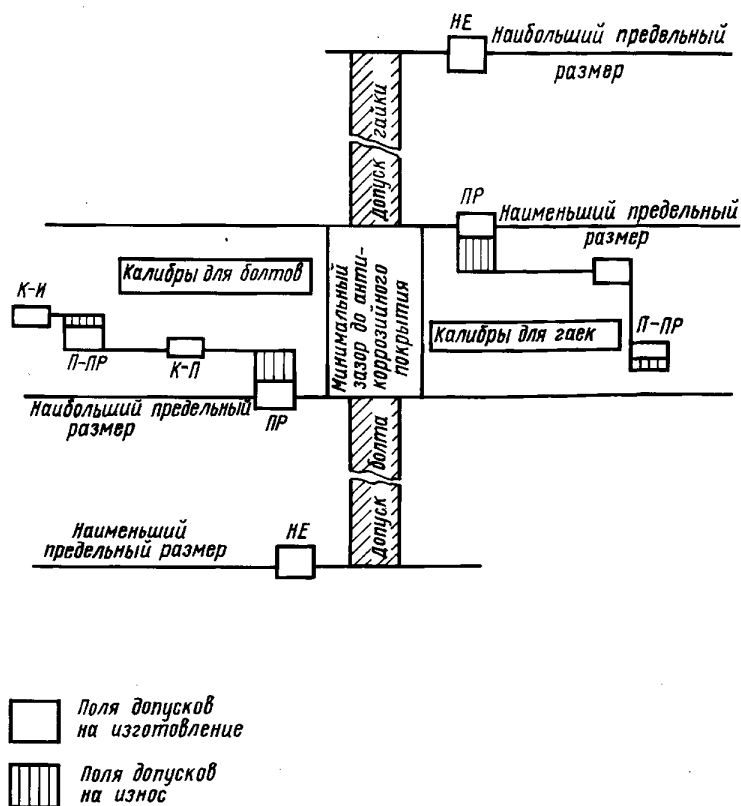 НЕ
Наибольший предельный
размер
допуск гайки
ПР
Наименьший предельный
размер
Калибры для болтов
Минимальный
зазор до анти-
коррозийного
покрытия
К-И
П-ПР
К-П
Калибры для гаек
П-ПР
Наибольший предельный
размер
ПР
допуск болта
Наименьший
предельный размер
НЕ
Поля допусков
на изготовление
Поля допусков
на износ